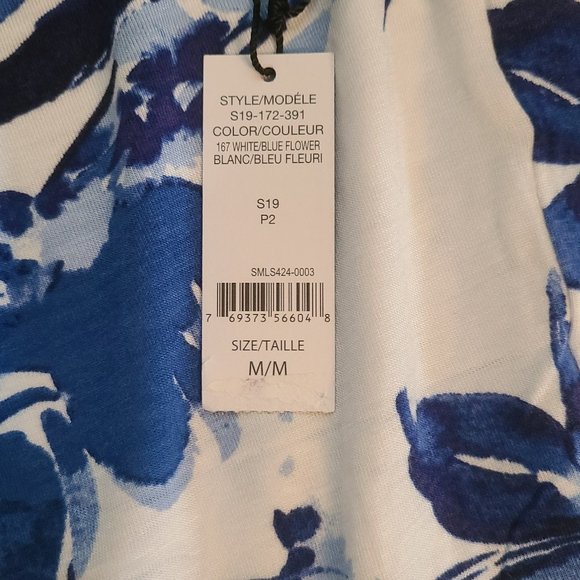 STYLE/MODÉLE
S19-172-391
COLOR/COULEUR
167 WHITE/BLUE FLOWER
BLANC/BLEU FLEURI
S19
P2
SMLS424-0003
7 69373 56604 8
SIZE/TAILLE
M/M